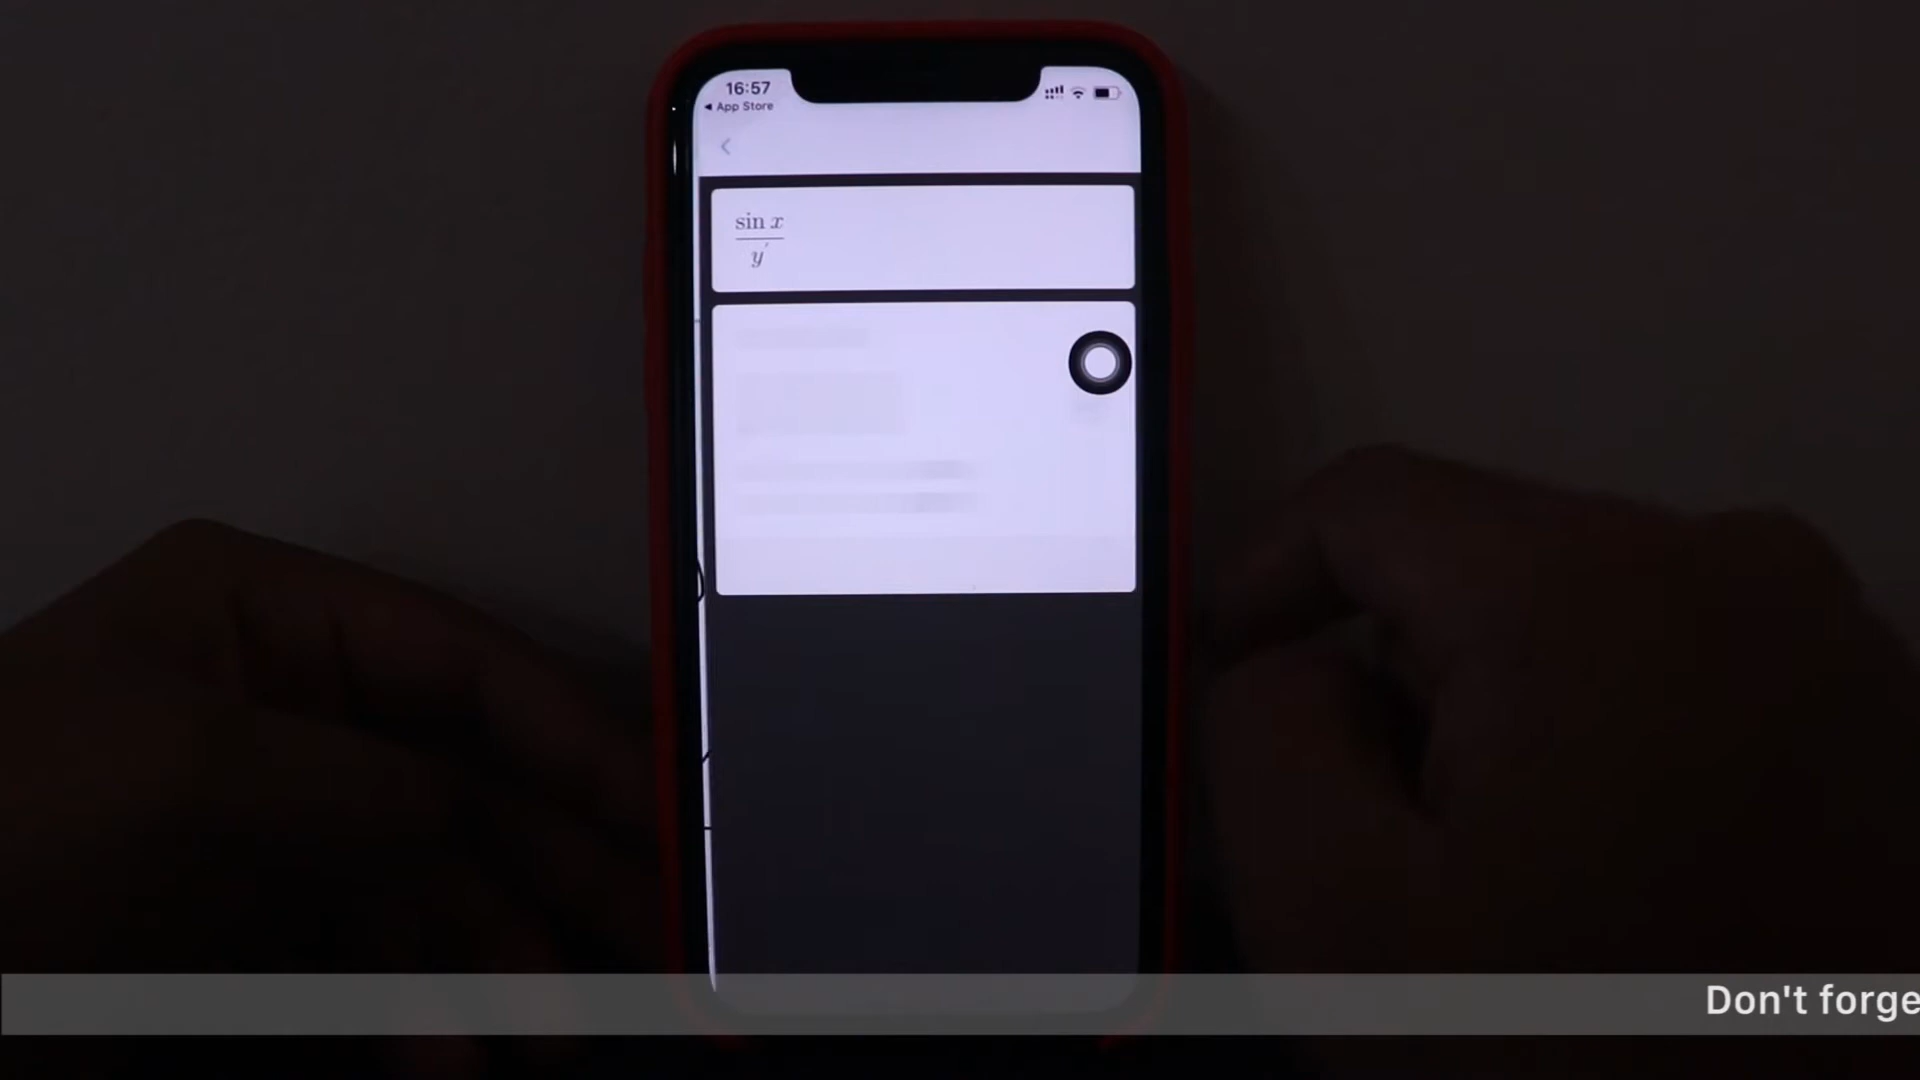 16:57
◀ App Store
sin x
y′
Don't forge